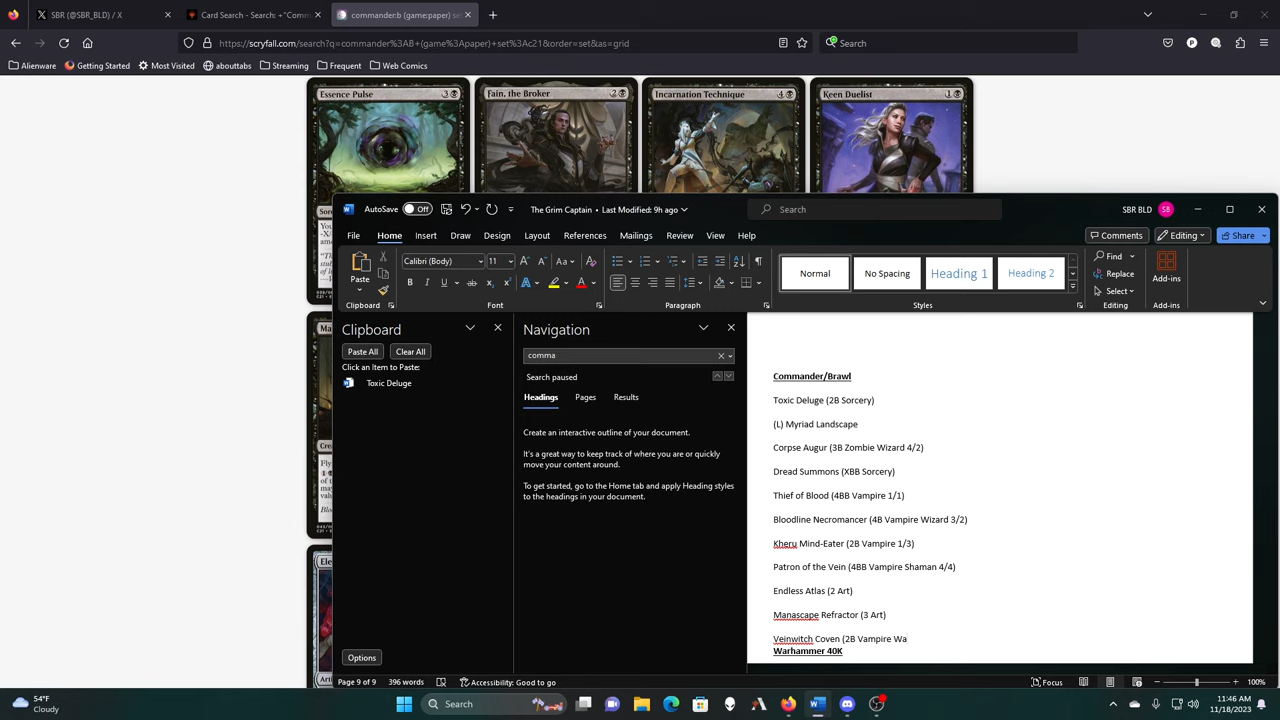 SBR (@SBR_BLD) / X
Card Search - Search: +"Comm
commander:b (game:paper) se
https://scryfall.com/search?q=commander%3AB+(game%3Apaper)+set%3Ac21&order=set&as=grid
Search
Alienware
Getting Started
Most Visited
abouttabs
Streaming
Frequent
Web Comics
Essence Pulse 3
Fain, the Broker 2
Incarnation Technique 4
Keen Duelist 1
AutoSave Off
The Grim Captain • Last Modified: 9h ago
Search
SBR BLD SB
File Home Insert Draw Design Layout References Mailings Review View Help
Comments Editing Share
Paste
Clipboard
Calibri (Body) 11
Font
Paragraph
Normal
No Spacing
Heading 1
Heading 2
Styles
Find
Replace
Select
Editing
Add-ins
Add-ins
Clipboard
Paste All Clear All
Click an Item to Paste:
Toxic Deluge
Options
Navigation
comma
Search paused
Headings Pages Results
Create an interactive outline of your document.
It's a great way to keep track of where you are or quickly
move your content around.
To get started, go to the Home tab and apply Heading styles
to the headings in your document.
Commander/Brawl
Toxic Deluge (2B Sorcery)
(L) Myriad Landscape
Corpse Augur (3B Zombie Wizard 4/2)
Dread Summons (XBB Sorcery)
Thief of Blood (4BB Vampire 1/1)
Bloodline Necromancer (4B Vampire Wizard 3/2)
Kheru Mind-Eater (2B Vampire 1/3)
Patron of the Vein (4BB Vampire Shaman 4/4)
Endless Atlas (2 Art)
Manascape Refractor (3 Art)
Veinwitch Coven (2B Vampire Wa
Warhammer 40K
Page 9 of 9 396 words Accessibility: Good to go
Focus
100%
54°F
Cloudy
Search
11:46 AM
11/18/2023